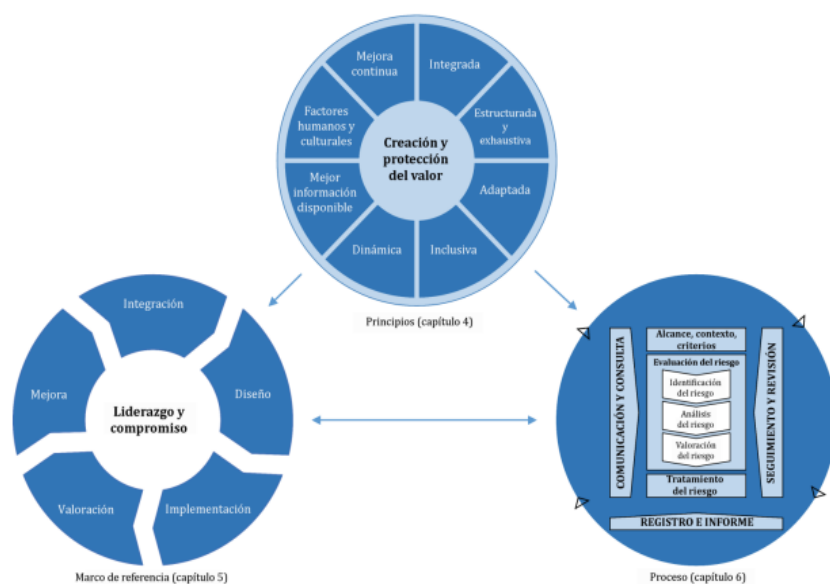 Mejora
continua
Integrada
Factores
humanos y
culturales
Estructurada
y
exhaustiva
Creación y
protección
del valor
Mejor
información
disponible
Adaptada
Dinámica
Inclusiva
Principios (capítulo 4)
Integración
Mejora
Diseño
Liderazgo y
compromiso
Valoración
Implementación
Marco de referencia (capítulo 5)
COMUNICACIÓN Y CONSULTA
Alcance, contexto,
criterios
Evaluación del riesgo
Identificación
del riesgo
Análisis
del riesgo
Valoración
del riesgo
Tratamiento
del riesgo
SEGUIMIENTO Y REVISIÓN
REGISTRO E INFORME
Proceso (capítulo 6)